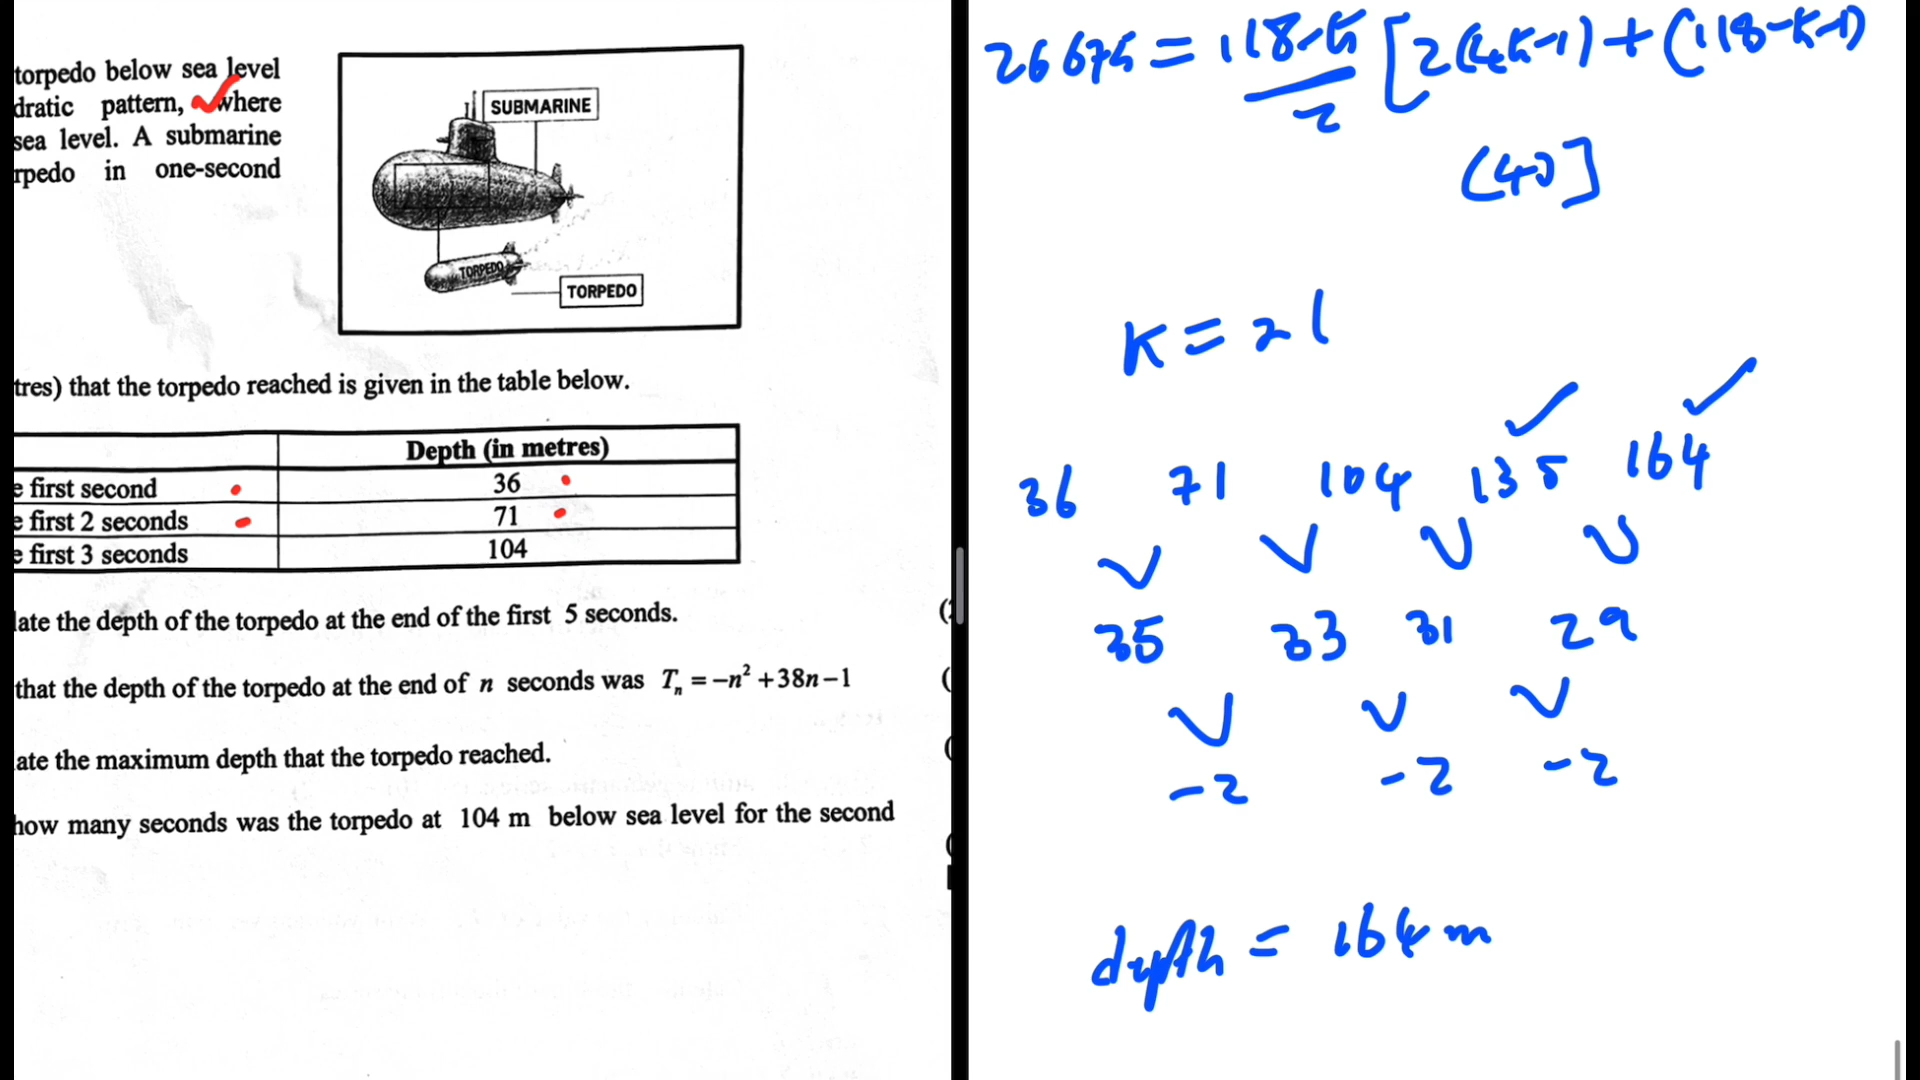 torpedo below sea level
dratic pattern, where
sea level. A submarine
rpedo in one-second
SUBMARINE
TORPEDO
TORPEDO
tres) that the torpedo reached is given in the table below.
Depth (in metres)
e first second 36
e first 2 seconds 71
e first 3 seconds 104
late the depth of the torpedo at the end of the first 5 seconds.
that the depth of the torpedo at the end of n seconds was Tₙ = −n² + 38n − 1
ate the maximum depth that the torpedo reached.
how many seconds was the torpedo at 104 m below sea level for the second
26675 = 118-k/2 [2(4k-1) + (118-k-1)
(40]
k = 21
36 71 104 135 164
35 33 31 29
-2 -2 -2
depth = 164 m